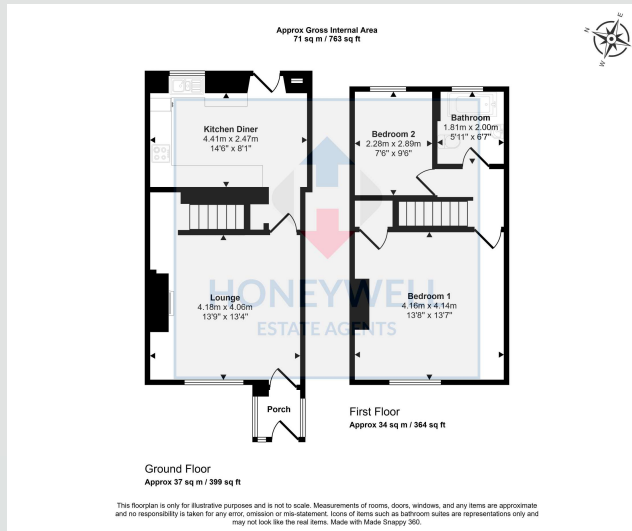 Approx Gross Internal Area
71 sq m / 763 sq ft
N
E
W
Kitchen Diner
4.41m x 2.47m
14'6" x 8'1"
Bedroom 2
2.28m x 2.89m
7'6" x 9'6"
Bathroom
1.81m x 2.00m
5'11" x 6'7"
Lounge
4.18m x 4.06m
13'9" x 13'4"
Bedroom 1
4.16m x 4.14m
13'8" x 13'7"
HONEYWELL
ESTATE AGENTS
Porch
First Floor
Approx 34 sq m / 364 sq ft
Ground Floor
Approx 37 sq m / 399 sq ft
This floorplan is only for illustrative purposes and is not to scale. Measurements of rooms, doors, windows, and any items are approximate
and no responsibility is taken for any error, omission or mis-statement. Icons of items such as bathroom suites are representations only and
may not look like the real items. Made with Made Snappy 360.